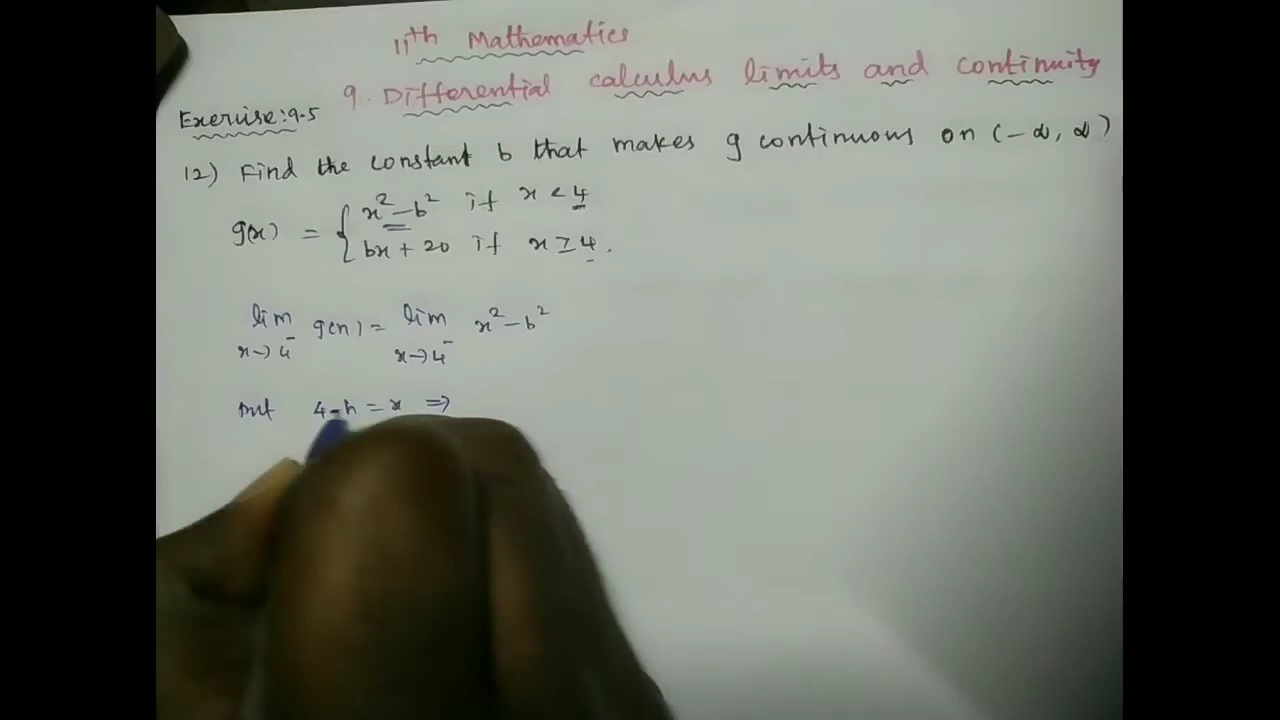 11th Mathematics
9. Differential calculus limits and continuity
Exercise: 9.5
12) Find the constant b that makes g continuous on (-∞, ∞)
g(x) = { x² - b² if x < 4
bx + 20 if x ≥ 4.
lim x→4⁻ g(x) = lim x→4⁻ x² - b²
put 4-h = x ⇒